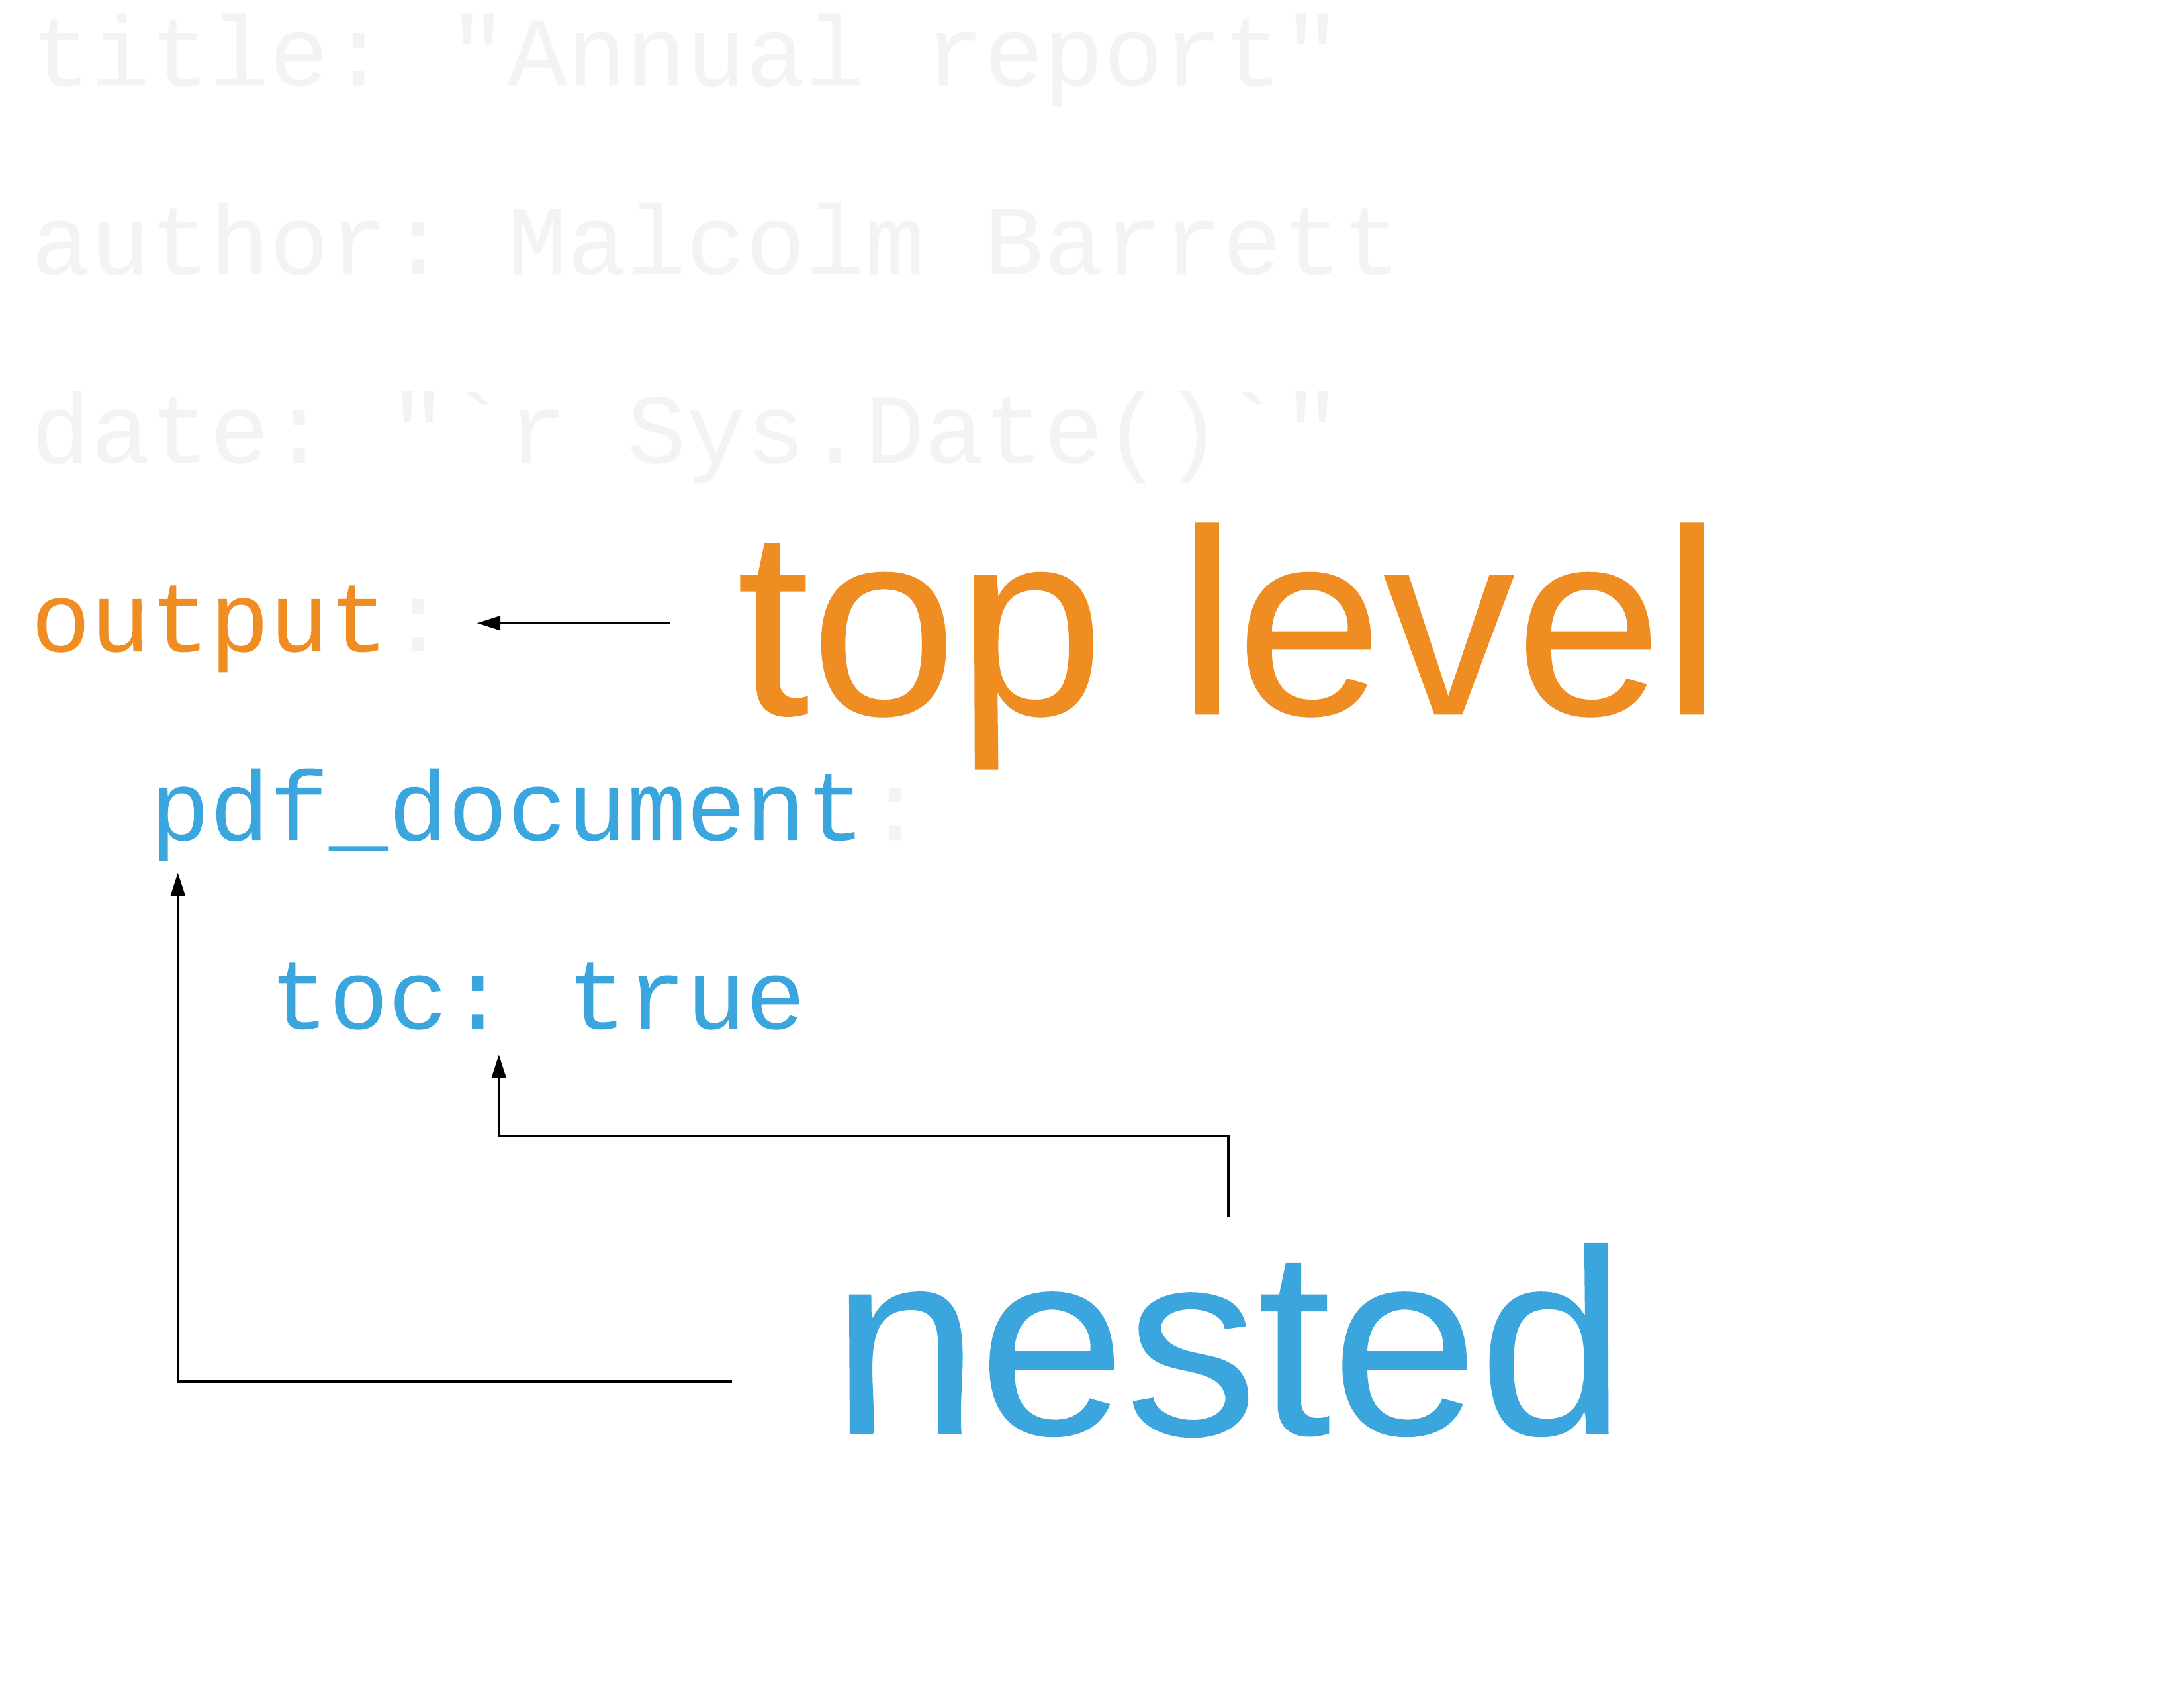 title: "Annual report"
author: Malcolm Barrett
date: "`r Sys.Date()`"
output:
top level
pdf_document:
toc: true
nested